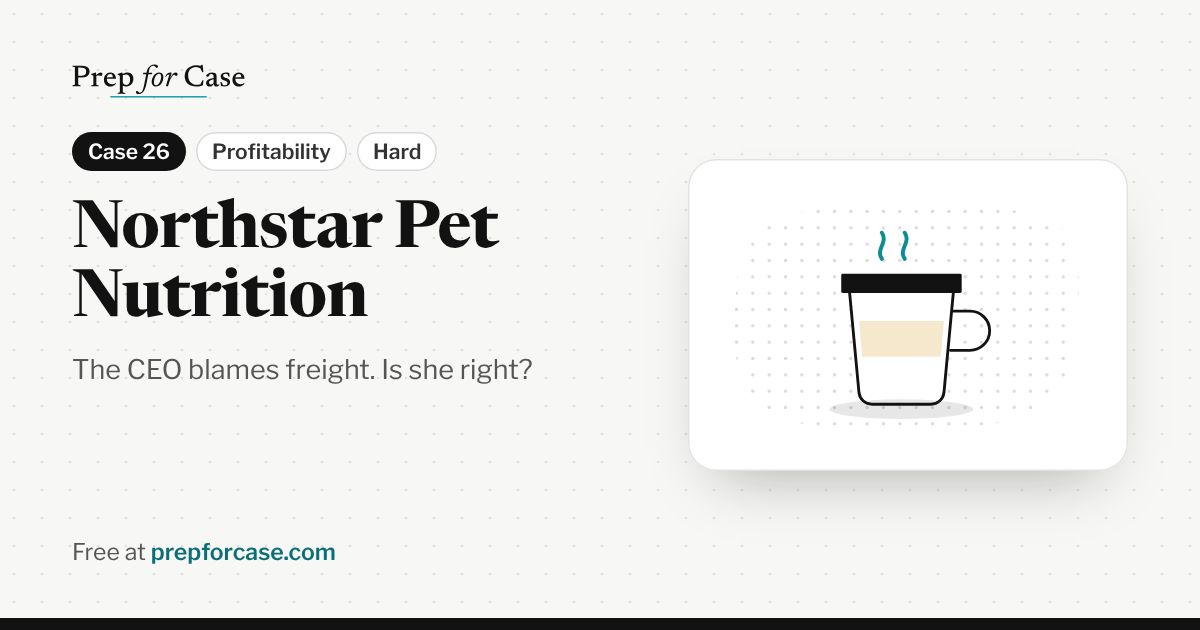 Prep for Case
Case 26 Profitability Hard
Northstar Pet
Nutrition
The CEO blames freight. Is she right?
Free at prepforcase.com